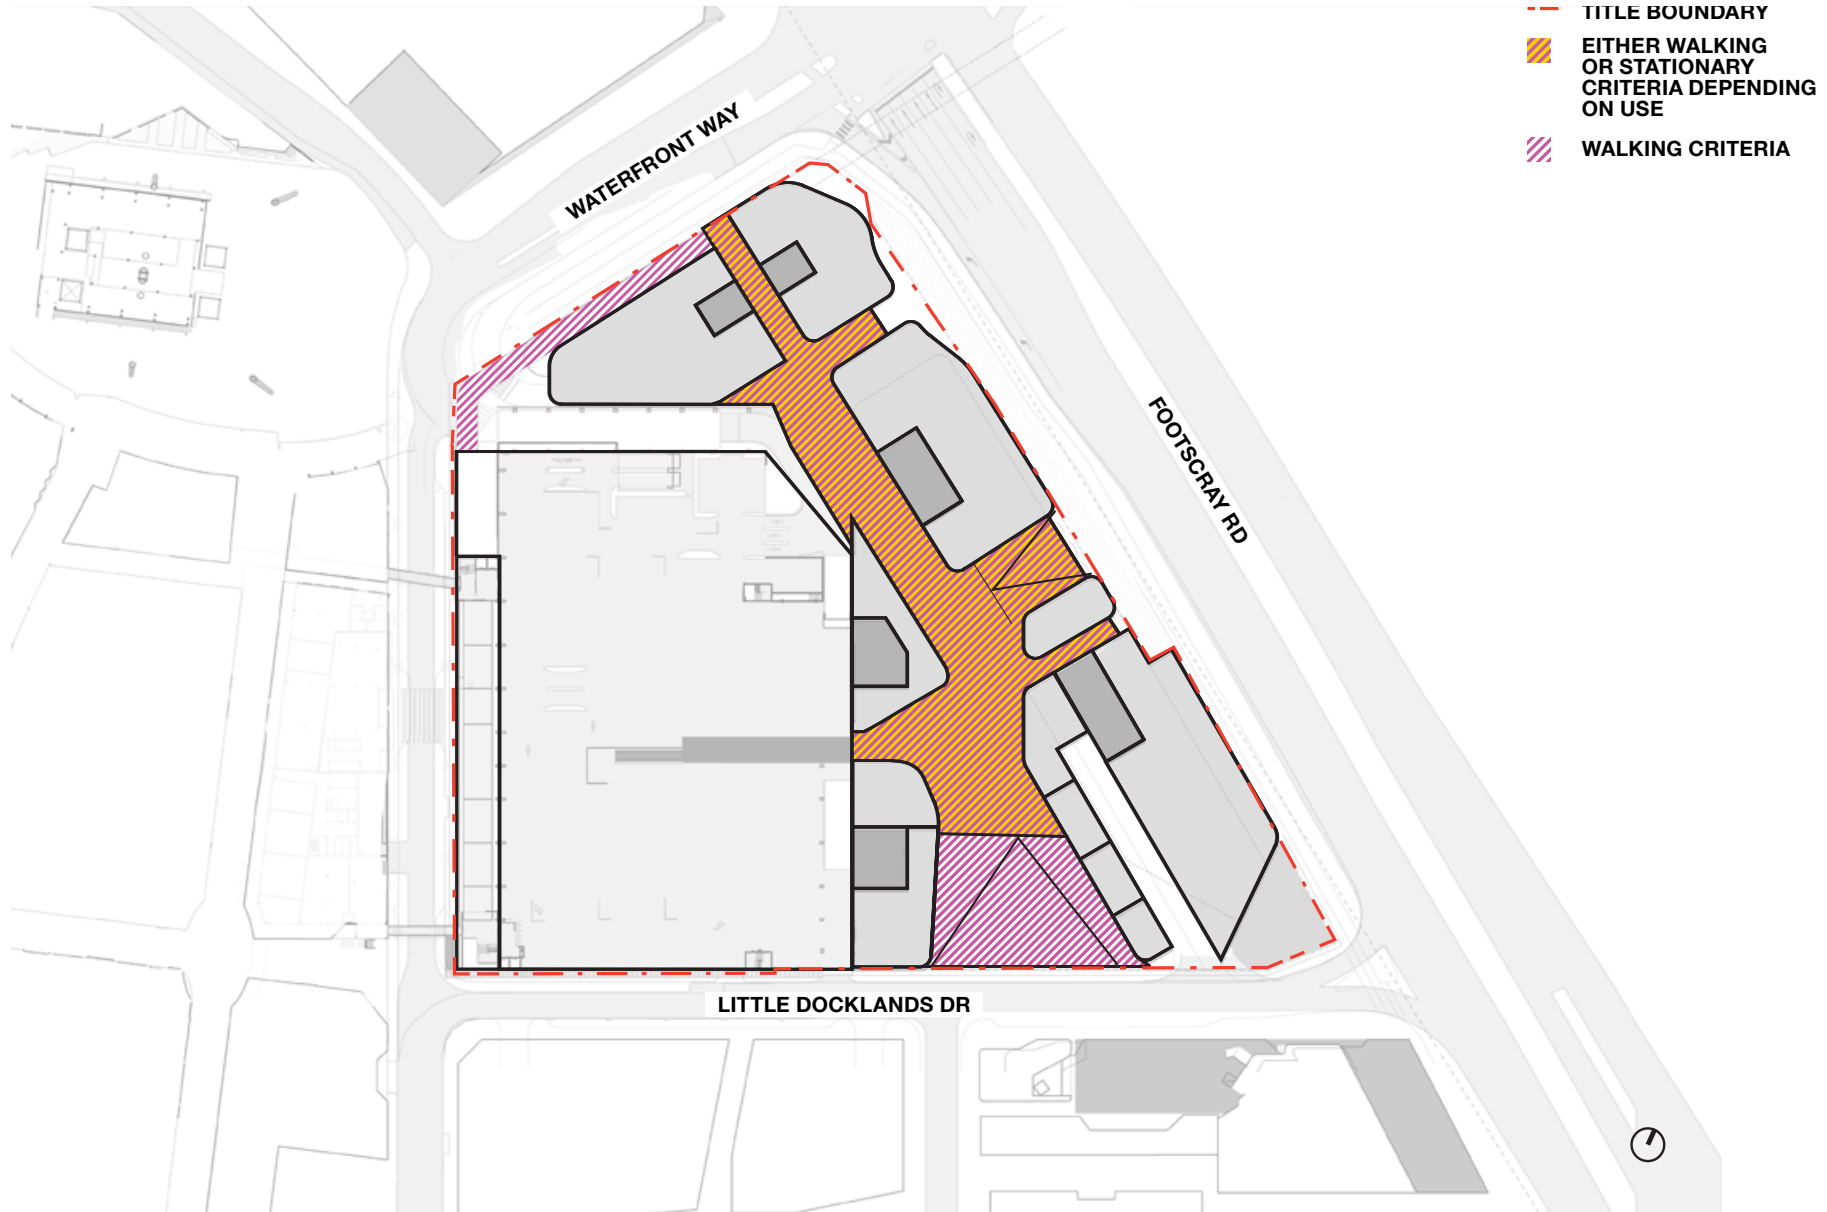 TITLE BOUNDARY
EITHER WALKING
OR STATIONARY
CRITERIA DEPENDING
ON USE
WALKING CRITERIA
WATERFRONT WAY
FOOTSCRAY RD
LITTLE DOCKLANDS DR